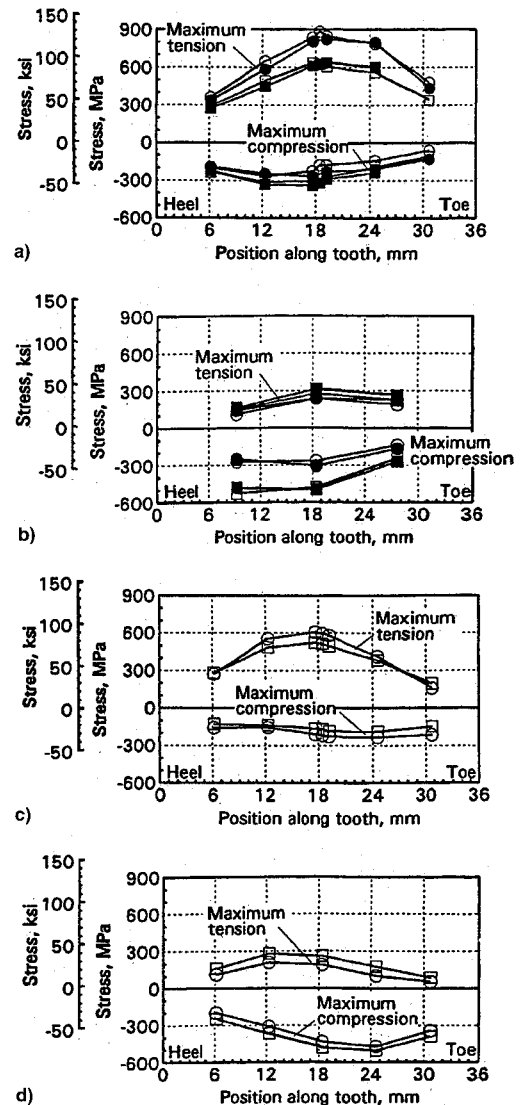 a)
Stress, ksi
150
100
50
0
-50
Stress, MPa
900
600
300
0
-300
-600
Maximum
tension
Maximum
compression
Heel
Toe
0 6 12 18 24 30 36
Position along tooth, mm
b)
Stress, ksi
150
100
50
0
-50
Stress, MPa
900
600
300
0
-300
-600
Maximum
tension
Maximum
compression
Heel
Toe
0 6 12 18 24 30 36
Position along tooth, mm
c)
Stress, ksi
150
100
50
0
-50
Stress, MPa
900
600
300
0
-300
-600
Maximum
tension
Maximum
compression
Heel
Toe
0 6 12 18 24 30 36
Position along tooth, mm
d)
Stress, ksi
150
100
50
0
-50
Stress, MPa
900
600
300
0
-300
-600
Maximum
tension
Maximum
compression
Heel
Toe
0 6 12 18 24 30 36
Position along tooth, mm